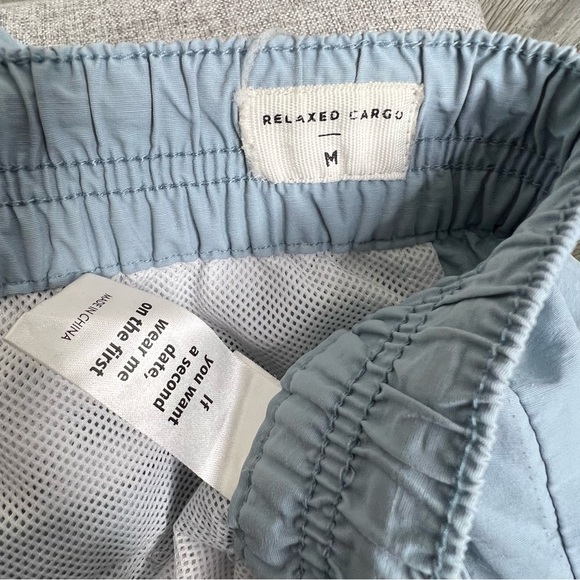 RELAXED CARGO
M
If
you want
a second
date,
wear me
on the first
MADE IN CHINA